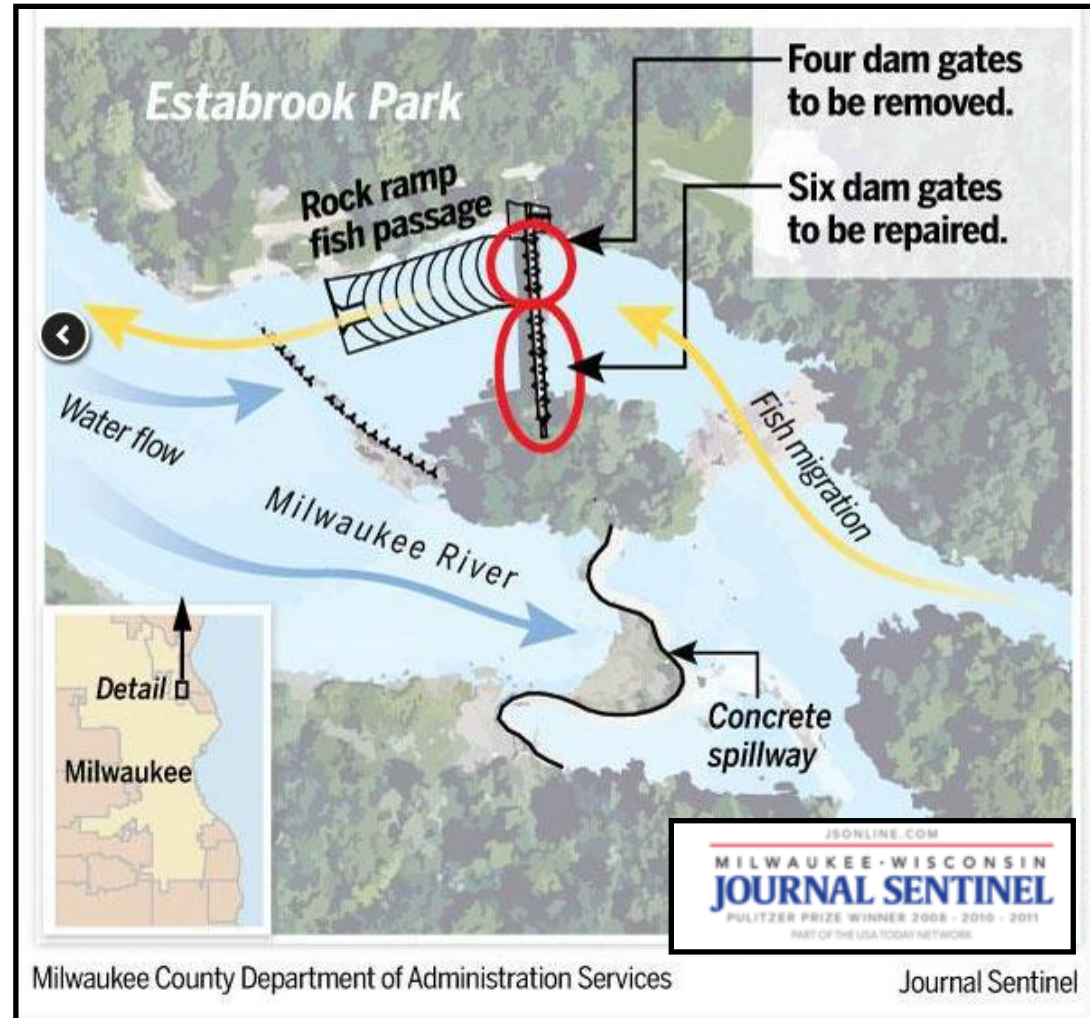 Estabrook Park
Four dam gates
to be removed.
Six dam gates
to be repaired.
Rock ramp
fish passage
Water flow
Fish migration
Milwaukee River
Detail
Milwaukee
Concrete
spillway
JSONLINE.COM
MILWAUKEE • WISCONSIN
JOURNAL SENTINEL
PULITZER PRIZE WINNER 2008 • 2010 • 2011
PART OF THE USA TODAY NETWORK
Milwaukee County Department of Administration Services
Journal Sentinel